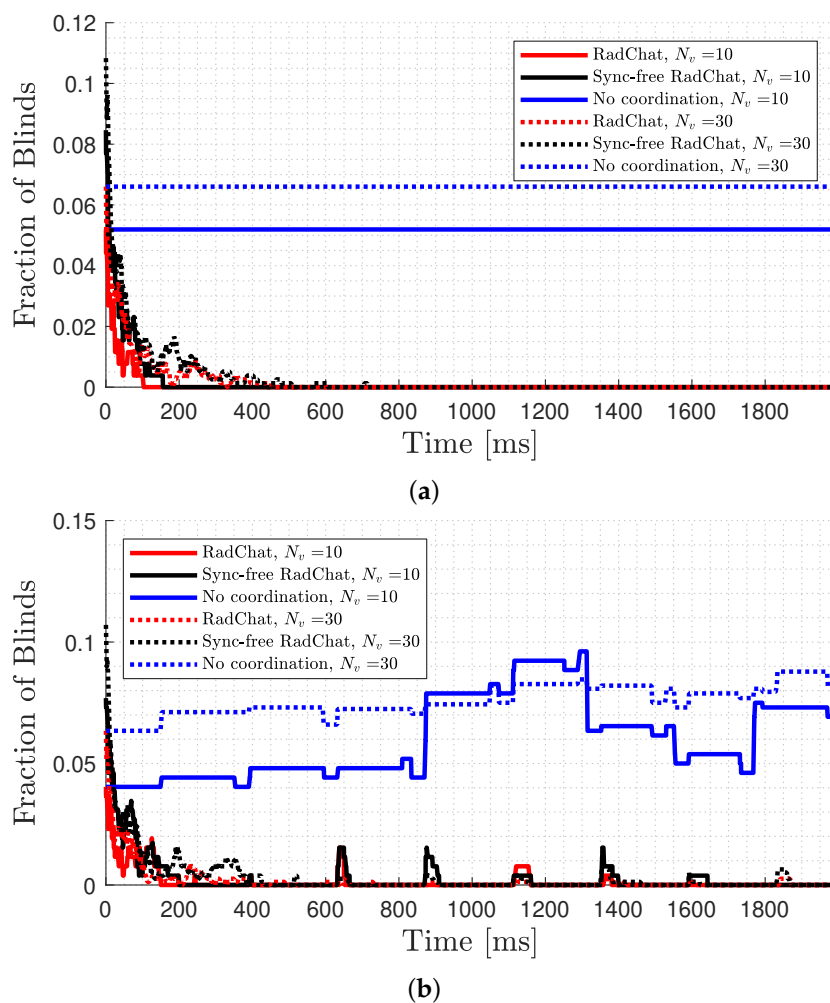 0.12
0.1
0.08
0.06
0.04
0.02
0
Fraction of Blinds
RadChat, N_v =10
Sync-free RadChat, N_v =10
No coordination, N_v =10
RadChat, N_v =30
Sync-free RadChat, N_v =30
No coordination, N_v =30
0 200 400 600 800 1000 1200 1400 1600 1800
Time [ms]
(a)
0.15
0.1
0.05
0
Fraction of Blinds
RadChat, N_v =10
Sync-free RadChat, N_v =10
No coordination, N_v =10
RadChat, N_v =30
Sync-free RadChat, N_v =30
No coordination, N_v =30
0 200 400 600 800 1000 1200 1400 1600 1800
Time [ms]
(b)